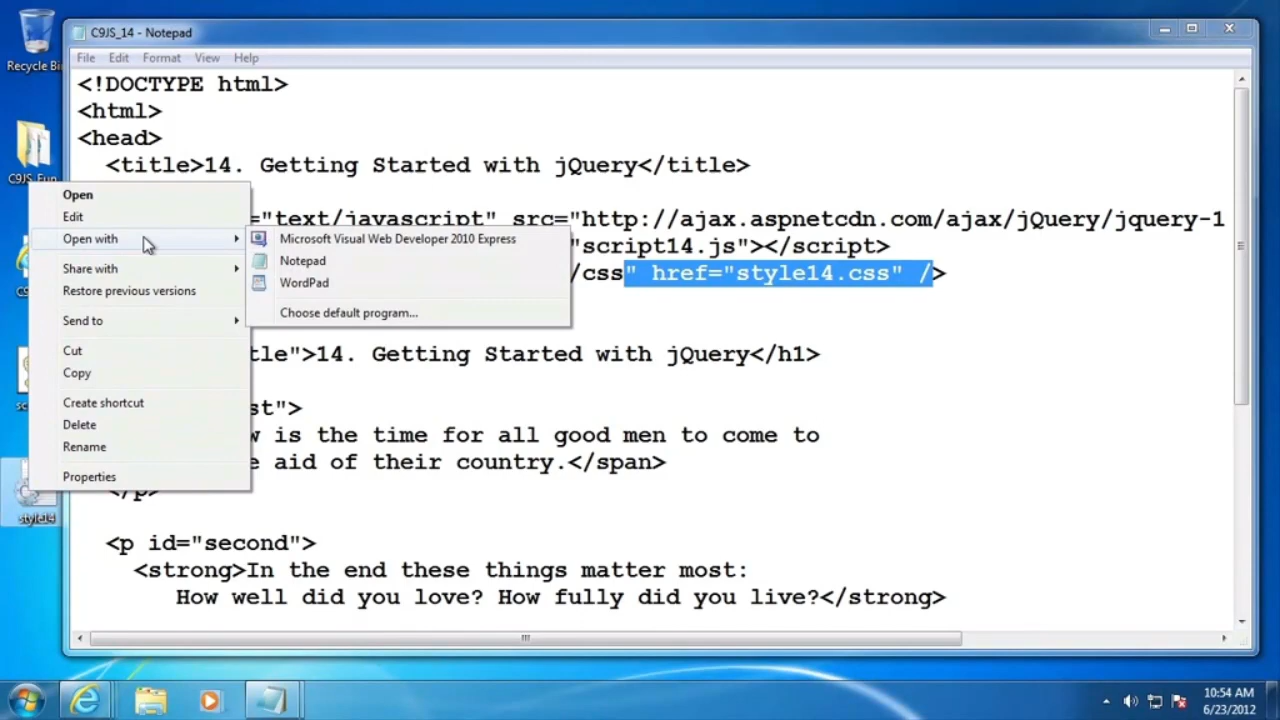 Recycle Bi
C9JS_14 - Notepad
File Edit Format View Help
<!DOCTYPE html>
<html>
<head>
<title>14. Getting Started with jQuery</title>
="text/javascript" src="http://ajax.aspnetcdn.com/ajax/jQuery/jquery-1
"script14.js"></script>
/css" href="style14.css" />
tle">14. Getting Started with jQuery</h1>
st">
w is the time for all good men to come to
e aid of their country.</span>
</p>
<p id="second">
<strong>In the end these things matter most:
How well did you love? How fully did you live?</strong>
C9JS_Fun
style14
Open
Edit
Open with
Share with
Restore previous versions
Send to
Cut
Copy
Create shortcut
Delete
Rename
Properties
Microsoft Visual Web Developer 2010 Express
Notepad
WordPad
Choose default program...
10:54 AM
6/23/2012